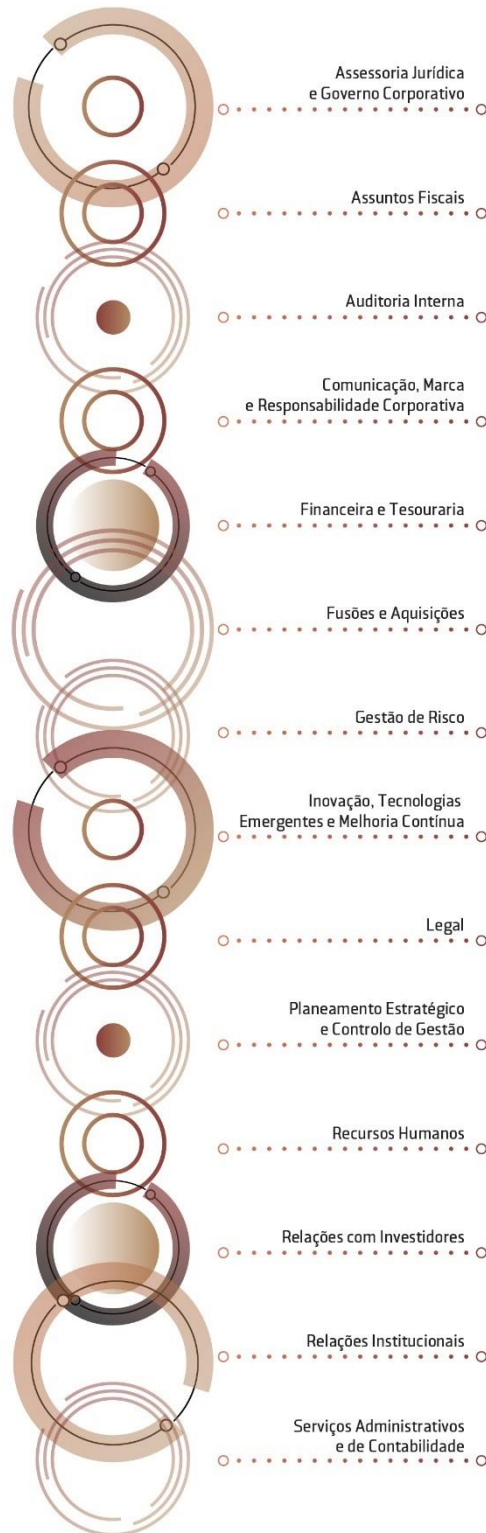 Assessoria Jurídica
e Governo Corporativo
Assuntos Fiscais
Auditoria Interna
Comunicação, Marca
e Responsabilidade Corporativa
Financeira e Tesouraria
Fusões e Aquisições
Gestão de Risco
Inovação, Tecnologias
Emergentes e Melhoria Contínua
Legal
Planeamento Estratégico
e Controlo de Gestão
Recursos Humanos
Relações com Investidores
Relações Institucionais
Serviços Administrativos
e de Contabilidade